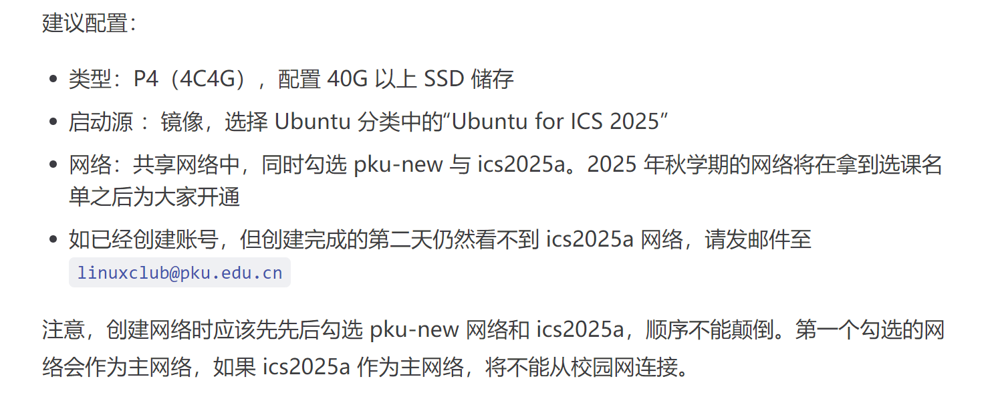 建议配置：
类型：P4（4C4G），配置 40G 以上 SSD 储存
启动源 ：镜像，选择 Ubuntu 分类中的“Ubuntu for ICS 2025”
网络：共享网络中，同时勾选 pku-new 与 ics2025a。2025 年秋学期的网络将在拿到选课名
单之后为大家开通
如已经创建账号，但创建完成的第二天仍然看不到 ics2025a 网络，请发邮件至
linuxclub@pku.edu.cn
注意，创建网络时应该先先后勾选 pku-new 网络和 ics2025a，顺序不能颠倒。第一个勾选的网
络会作为主网络，如果 ics2025a 作为主网络，将不能从校园网连接。